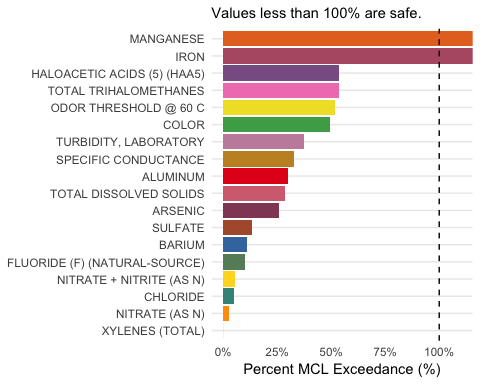 Values less than 100% are safe.
MANGANESE
IRON
HALOACETIC ACIDS (5) (HAA5)
TOTAL TRIHALOMETHANES
ODOR THRESHOLD @ 60 C
COLOR
TURBIDITY, LABORATORY
SPECIFIC CONDUCTANCE
ALUMINUM
TOTAL DISSOLVED SOLIDS
ARSENIC
SULFATE
BARIUM
FLUORIDE (F) (NATURAL-SOURCE)
NITRATE + NITRITE (AS N)
CHLORIDE
NITRATE (AS N)
XYLENES (TOTAL)
0% 25% 50% 75% 100%
Percent MCL Exceedance (%)